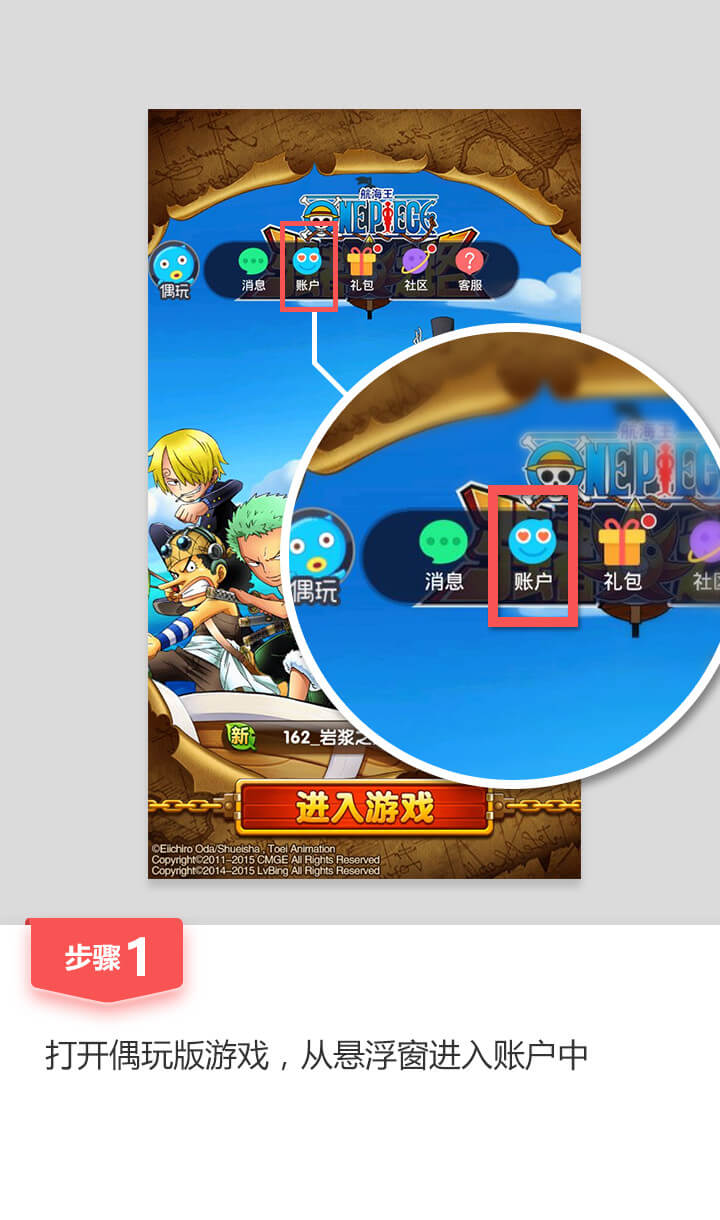 航海王
ONE PIECE
偶玩
消息
账户
礼包
社区
客服
航海王
NEPIEC
偶玩
消息
账户
礼包
社区
新
162_岩浆之
进入游戏
©Eiichiro Oda/Shueisha , Toei Animation
Copyright©2011-2015 CMGE All Rights Reserved
Copyright©2014-2015 LvBing All Rights Reserved
步骤1
打开偶玩版游戏，从悬浮窗进入账户中